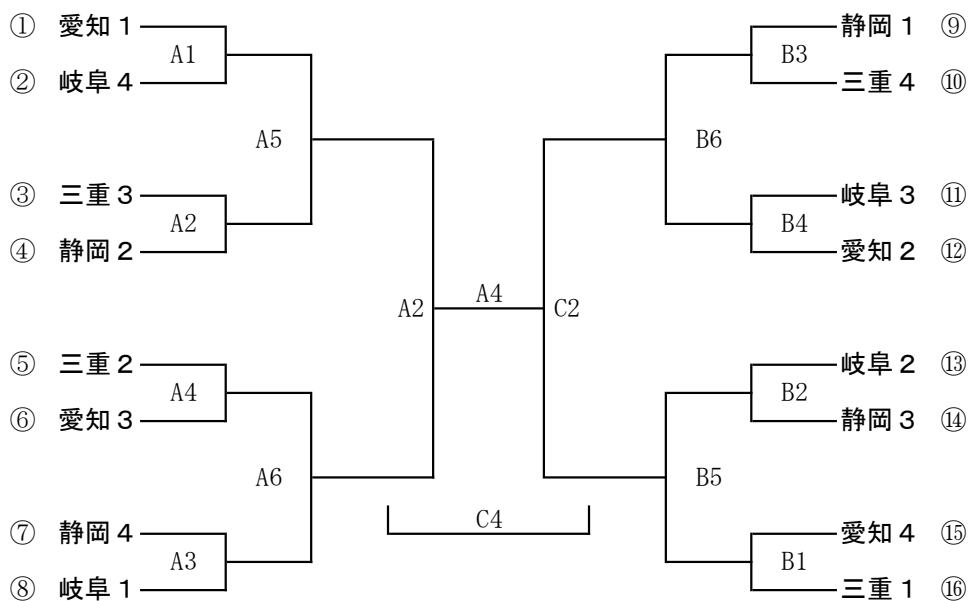 ① 愛知１ 静岡１ ⑨
A1 B3
② 岐阜４ 三重４ ⑩
A5 B6
③ 三重３ 岐阜３ ⑪
A2 B4
④ 静岡２ 愛知２ ⑫
A2 A4 C2
⑤ 三重２ 岐阜２ ⑬
A4 B2
⑥ 愛知３ 静岡３ ⑭
A6 B5
C4
⑦ 静岡４ 愛知４ ⑮
A3 B1
⑧ 岐阜１ 三重１ ⑯